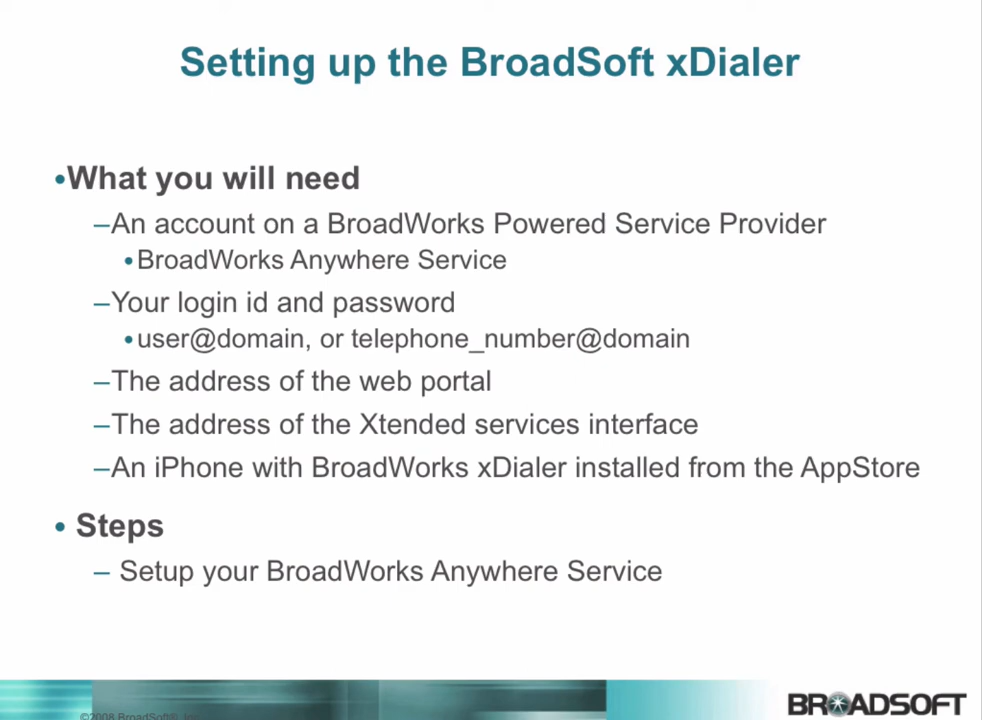 Setting up the BroadSoft xDialer
•What you will need
–An account on a BroadWorks Powered Service Provider
•BroadWorks Anywhere Service
–Your login id and password
•user@domain, or telephone_number@domain
–The address of the web portal
–The address of the Xtended services interface
–An iPhone with BroadWorks xDialer installed from the AppStore
• Steps
– Setup your BroadWorks Anywhere Service
©2008 BroadSoft®
BROADSOFT